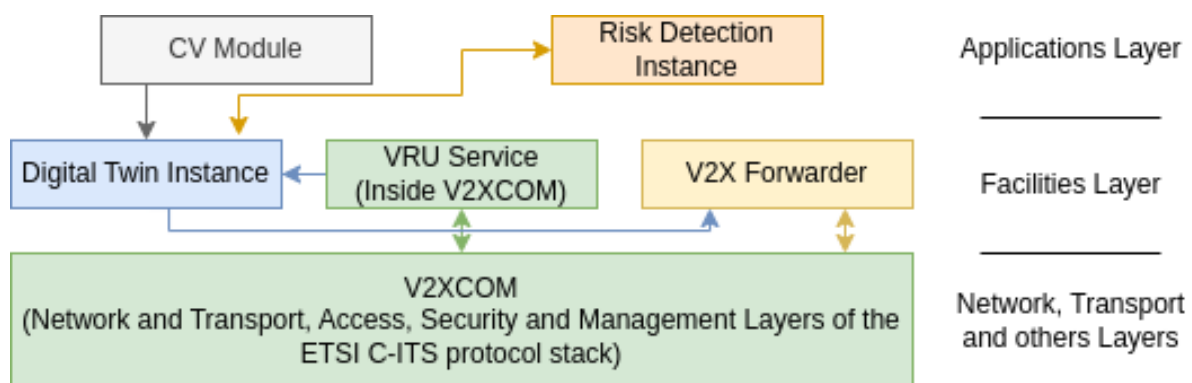 CV Module
Risk Detection
Instance
Applications Layer
Digital Twin Instance
VRU Service
(Inside V2XCOM)
V2X Forwarder
Facilities Layer
V2XCOM
(Network and Transport, Access, Security and Management Layers of the
ETSI C-ITS protocol stack)
Network, Transport
and others Layers